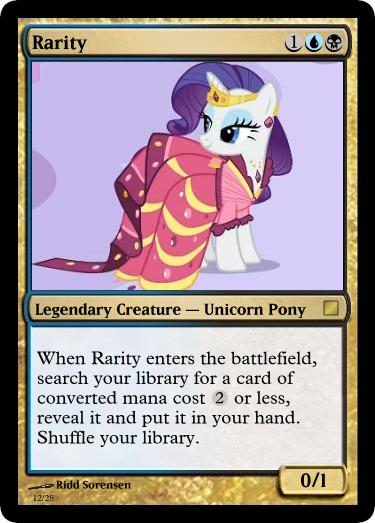 Rarity 1
Legendary Creature — Unicorn Pony
When Rarity enters the battlefield,
search your library for a card of
converted mana cost 2 or less,
reveal it and put it in your hand.
Shuffle your library.
0/1
Ridd Sorensen
12/28